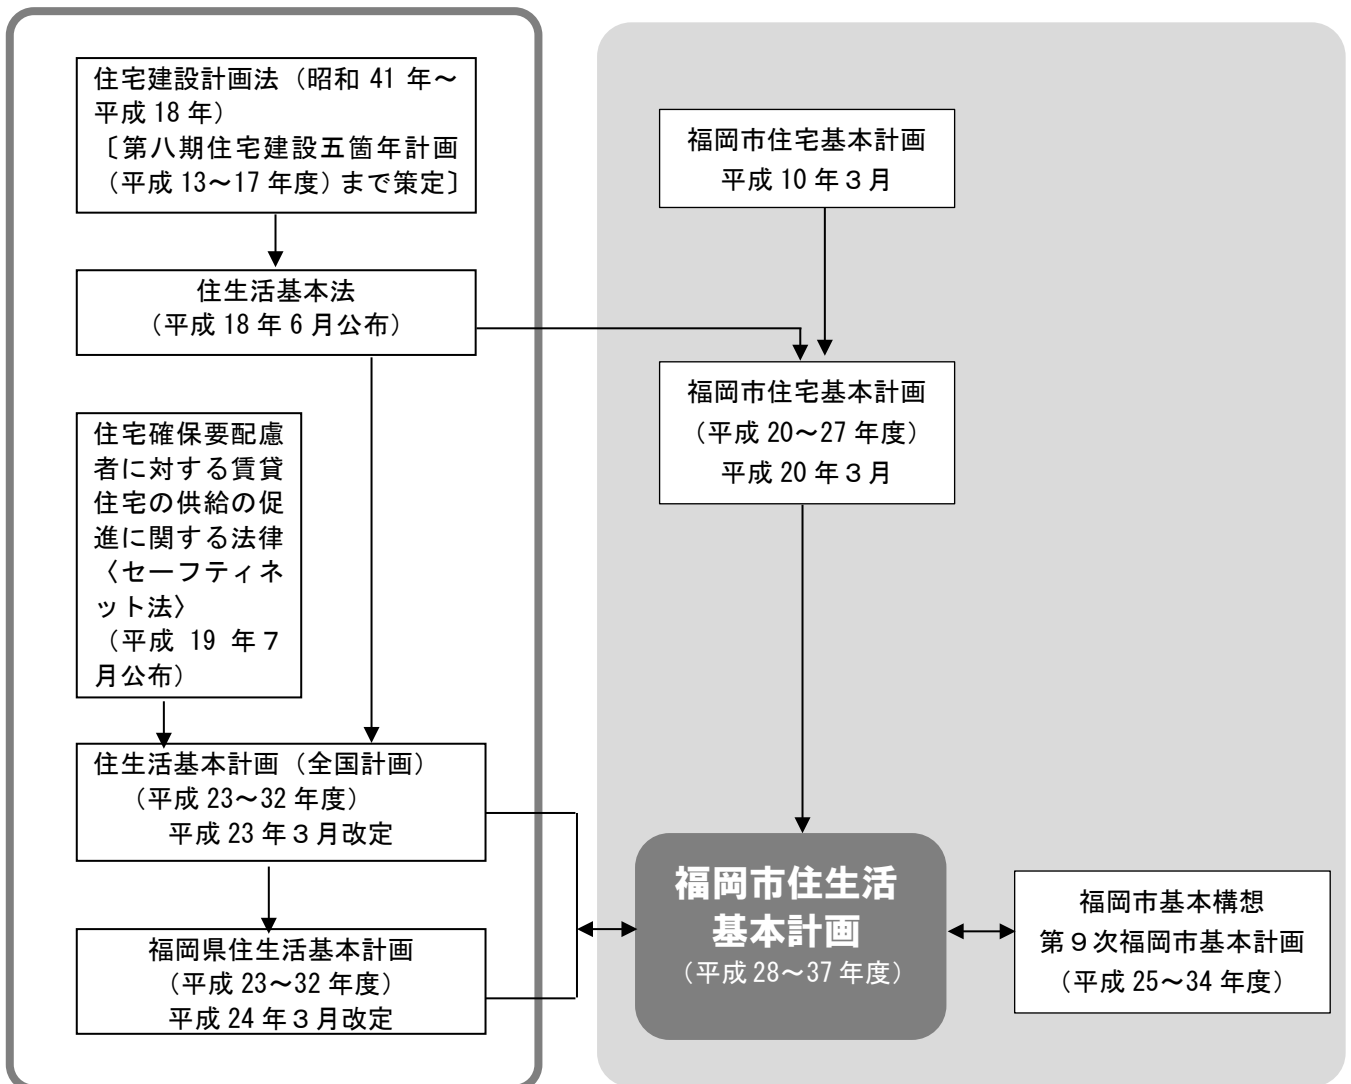 住宅建設計画法（昭和 41 年～
平成 18 年）
〔第八期住宅建設五箇年計画
（平成 13～17 年度）まで策定〕
住生活基本法
（平成 18 年 6 月公布）
住宅確保要配慮
者に対する賃貸
住宅の供給の促
進に関する法律
〈セーフティネ
ット法〉
（平成 19 年７
月公布）
住生活基本計画（全国計画）
（平成 23～32 年度）
平成 23 年３月改定
福岡県住生活基本計画
（平成 23～32 年度）
平成 24 年３月改定
福岡市住宅基本計画
平成 10 年３月
福岡市住宅基本計画
（平成 20～27 年度）
平成 20 年３月
福岡市住生活
基本計画
（平成 28～37 年度）
福岡市基本構想
第９次福岡市基本計画
（平成 25～34 年度）